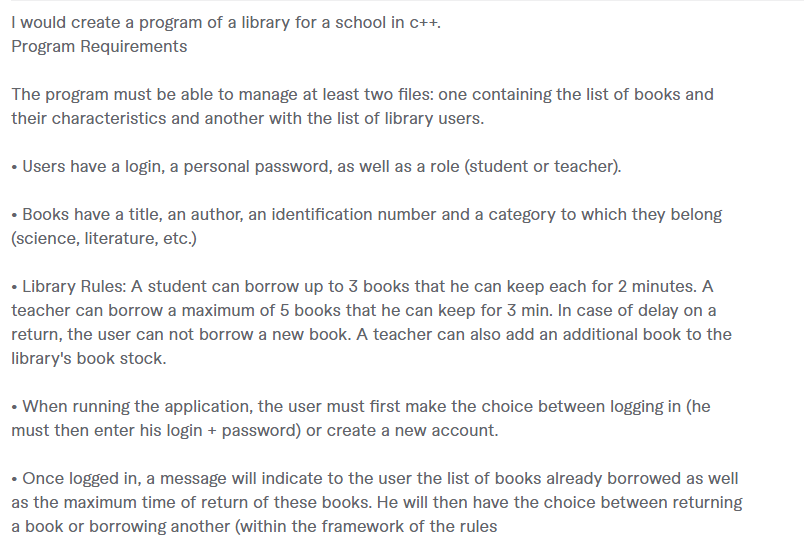 I would create a program of a library for a school in c++.
Program Requirements
The program must be able to manage at least two files: one containing the list of books and
their characteristics and another with the list of library users.
• Users have a login, a personal password, as well as a role (student or teacher).
• Books have a title, an author, an identification number and a category to which they belong
(science, literature, etc.)
• Library Rules: A student can borrow up to 3 books that he can keep each for 2 minutes. A
teacher can borrow a maximum of 5 books that he can keep for 3 min. In case of delay on a
return, the user can not borrow a new book. A teacher can also add an additional book to the
library's book stock.
• When running the application, the user must first make the choice between logging in (he
must then enter his login + password) or create a new account.
• Once logged in, a message will indicate to the user the list of books already borrowed as well
as the maximum time of return of these books. He will then have the choice between returning
a book or borrowing another (within the framework of the rules